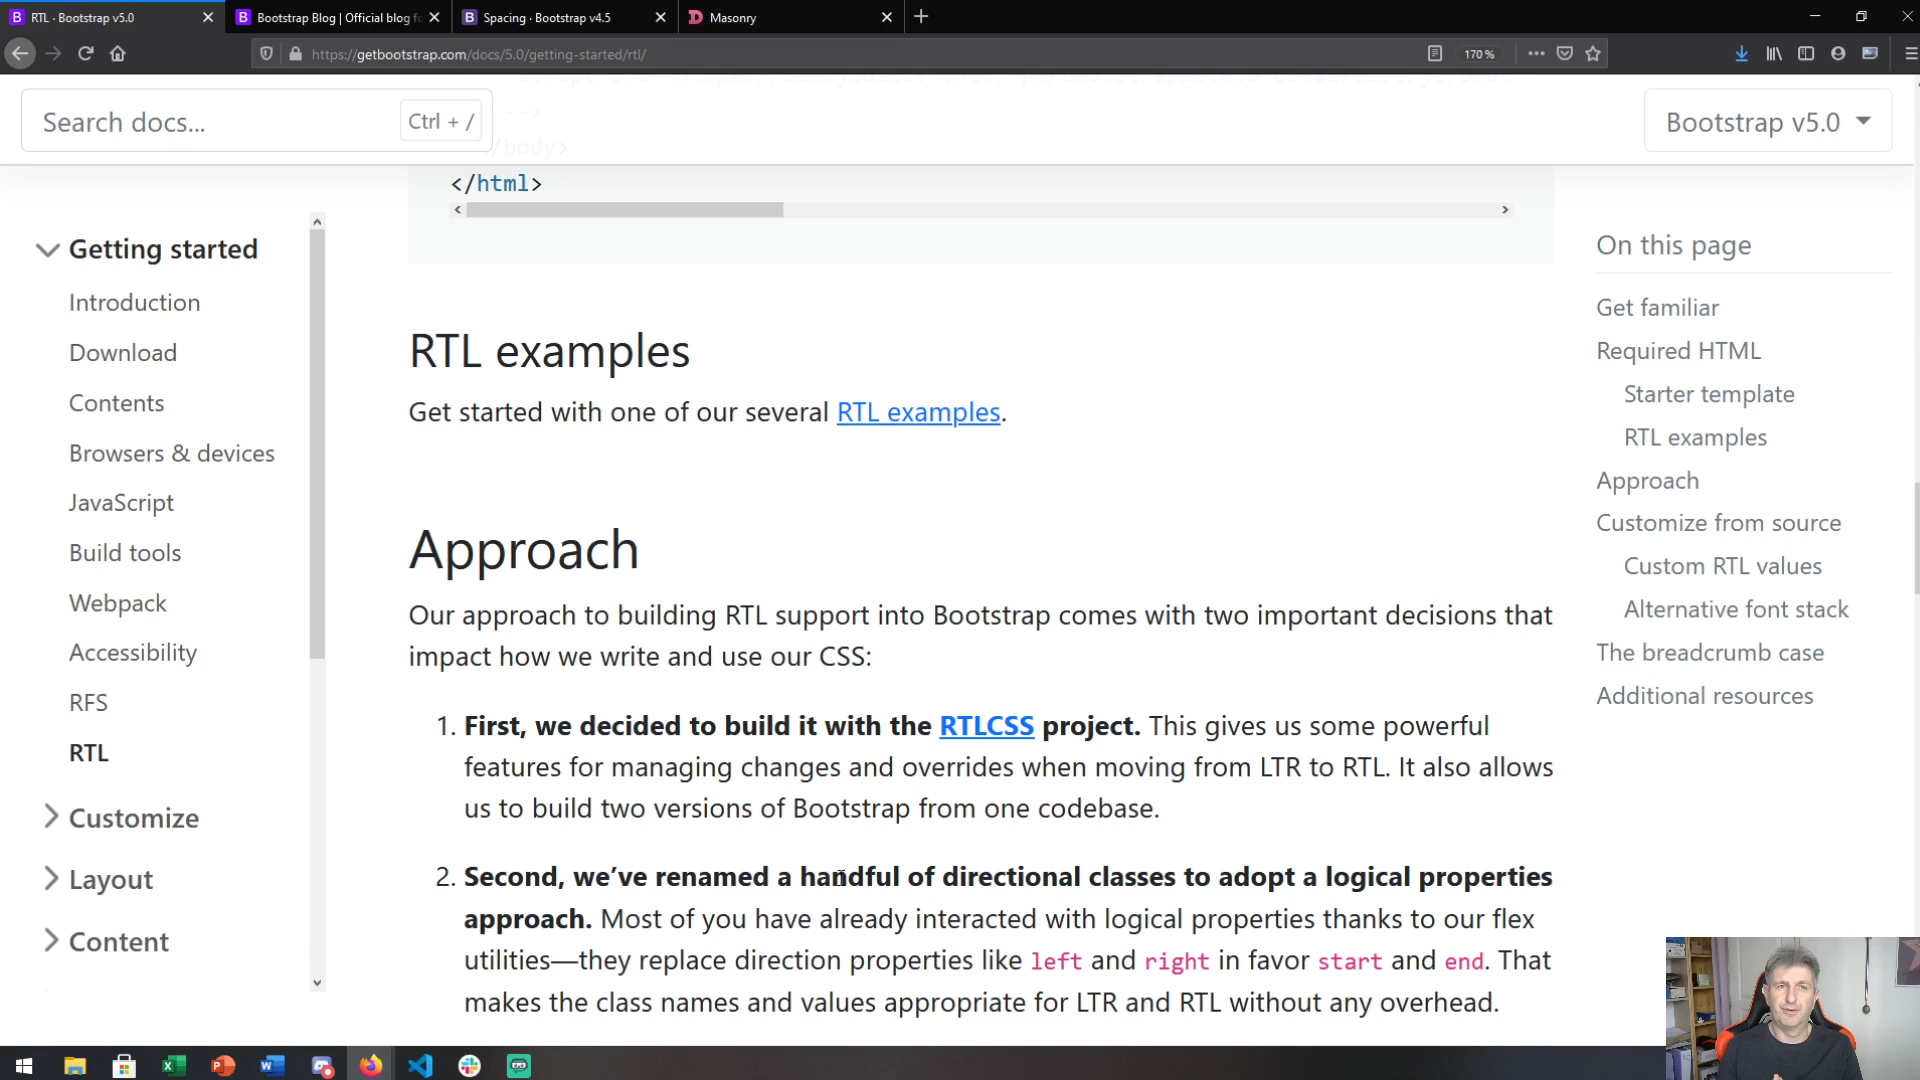 RTL · Bootstrap v5.0
Bootstrap Blog | Official blog fo
Spacing · Bootstrap v4.5
Masonry
https://getbootstrap.com/docs/5.0/getting-started/rtl/
170 %
Search docs...
Ctrl + /
-->
</body>
Bootstrap v5.0
</html>
Getting started
Introduction
Download
Contents
Browsers & devices
JavaScript
Build tools
Webpack
Accessibility
RFS
RTL
Customize
Layout
Content
RTL examples
Get started with one of our several RTL examples.
Approach
Our approach to building RTL support into Bootstrap comes with two important decisions that
impact how we write and use our CSS:
1. First, we decided to build it with the RTLCSS project. This gives us some powerful
features for managing changes and overrides when moving from LTR to RTL. It also allows
us to build two versions of Bootstrap from one codebase.
2. Second, we’ve renamed a handful of directional classes to adopt a logical properties
approach. Most of you have already interacted with logical properties thanks to our flex
utilities—they replace direction properties like left and right in favor start and end. That
makes the class names and values appropriate for LTR and RTL without any overhead.
On this page
Get familiar
Required HTML
Starter template
RTL examples
Approach
Customize from source
Custom RTL values
Alternative font stack
The breadcrumb case
Additional resources